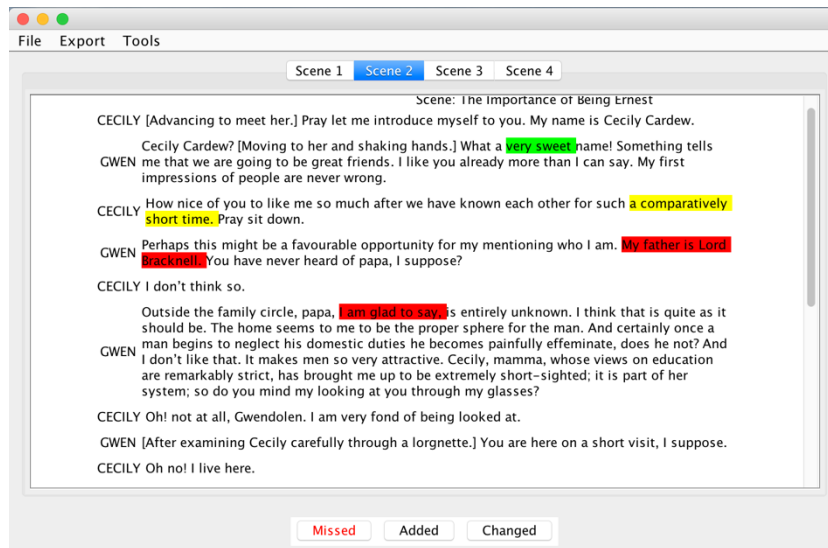 File Export Tools
Scene 1 Scene 2 Scene 3 Scene 4
Scene: The Importance of Being Ernest
CECILY [Advancing to meet her.] Pray let me introduce myself to you. My name is Cecily Cardew.
Cecily Cardew? [Moving to her and shaking hands.] What a very sweet name! Something tells
GWEN me that we are going to be great friends. I like you already more than I can say. My first
impressions of people are never wrong.
CECILY How nice of you to like me so much after we have known each other for such a comparatively
short time. Pray sit down.
GWEN Perhaps this might be a favourable opportunity for my mentioning who I am. My father is Lord
Bracknell. You have never heard of papa, I suppose?
CECILY I don't think so.
Outside the family circle, papa, I am glad to say, is entirely unknown. I think that is quite as it
should be. The home seems to me to be the proper sphere for the man. And certainly once a
man begins to neglect his domestic duties he becomes painfully effeminate, does he not? And
GWEN I don't like that. It makes men so very attractive. Cecily, mamma, whose views on education
are remarkably strict, has brought me up to be extremely short-sighted; it is part of her
system; so do you mind my looking at you through my glasses?
CECILY Oh! not at all, Gwendolen. I am very fond of being looked at.
GWEN [After examining Cecily carefully through a lorgnette.] You are here on a short visit, I suppose.
CECILY Oh no! I live here.
Missed Added Changed